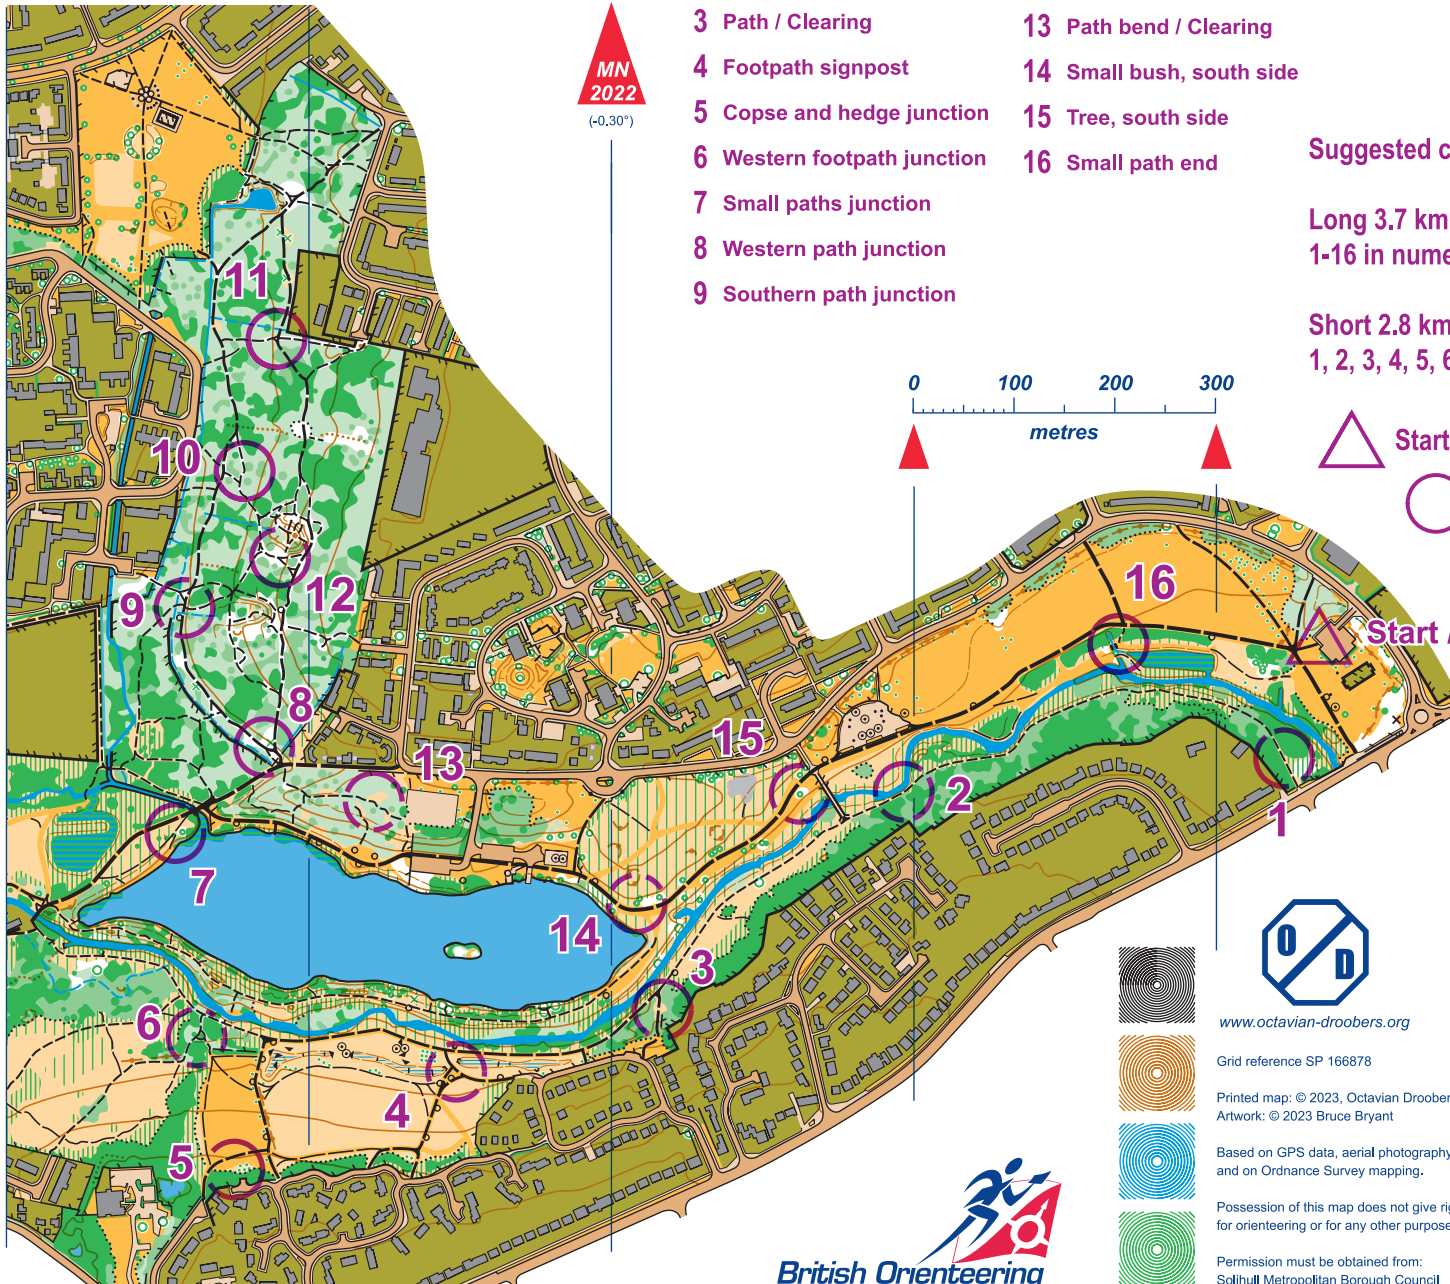 MN
2022
(-0.30°)
3 Path / Clearing
4 Footpath signpost
5 Copse and hedge junction
6 Western footpath junction
7 Small paths junction
8 Western path junction
9 Southern path junction
13 Path bend / Clearing
14 Small bush, south side
15 Tree, south side
16 Small path end
Suggested c
Long 3.7 km
1-16 in nume
Short 2.8 km
1, 2, 3, 4, 5, 6
0 100 200 300
metres
Start
11
10
12
9
8
13
15
16
Start
2
1
7
14
3
6
4
5
O
D
www.octavian-droobers.org
Grid reference SP 166878
Printed map: © 2023, Octavian Droober
Artwork: © 2023 Bruce Bryant
Based on GPS data, aerial photography
and on Ordnance Survey mapping.
Possession of this map does not give rig
for orienteering or for any other purpose
Permission must be obtained from:
Solihull Metropolitan Borough Council
British Orienteering